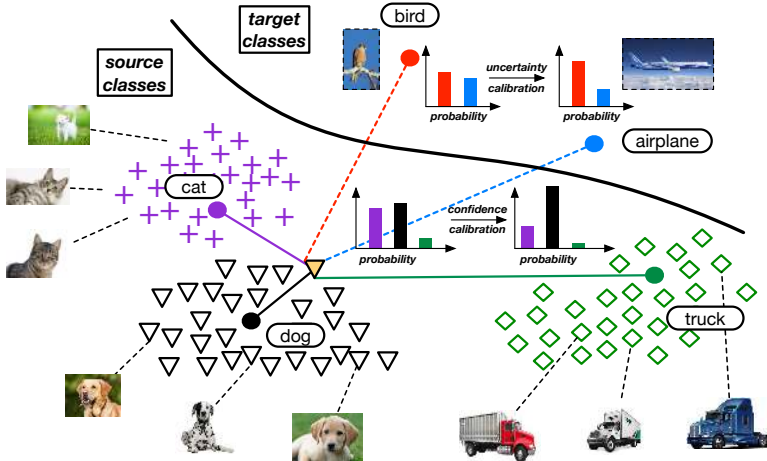 bird
target
classes
source
classes
uncertainty
calibration
probability
probability
airplane
cat
confidence
calibration
probability
probability
truck
dog